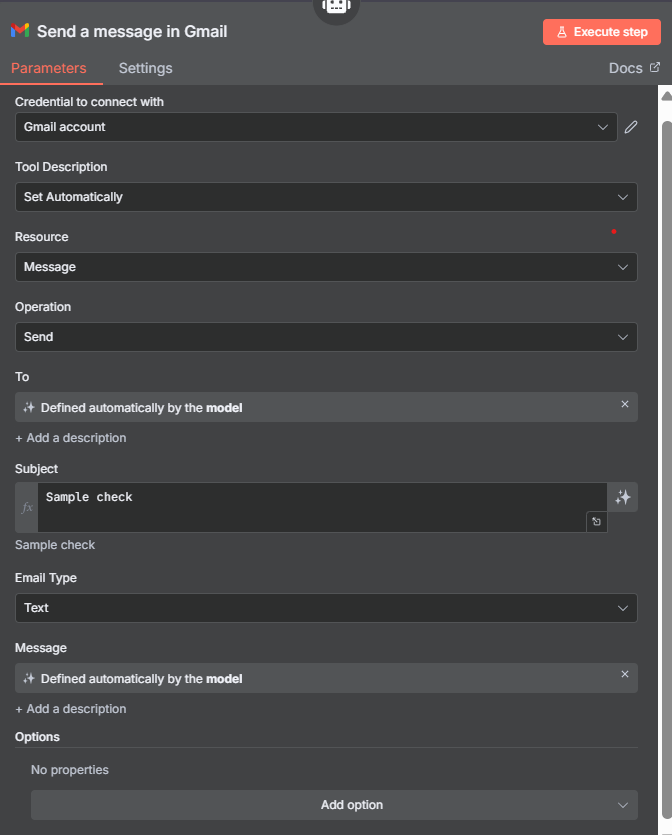 Send a message in Gmail
Execute step
Parameters Settings Docs
Credential to connect with
Gmail account
Tool Description
Set Automatically
Resource
Message
Operation
Send
To
Defined automatically by the model
+ Add a description
Subject
fx Sample check
Sample check
Email Type
Text
Message
Defined automatically by the model
+ Add a description
Options
No properties
Add option